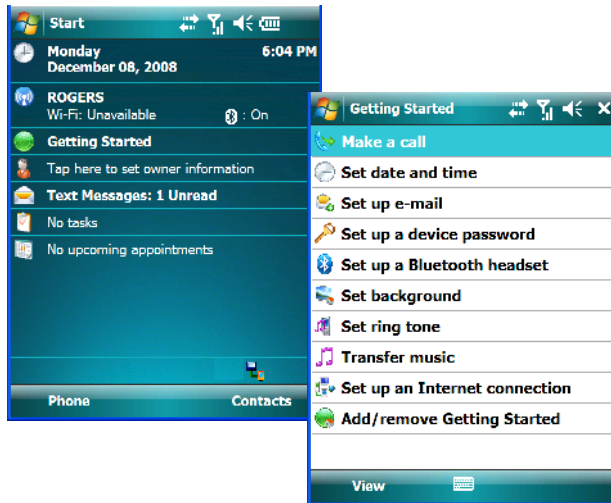 Start
Monday 6:04 PM
December 08, 2008
ROGERS
Wi-Fi: Unavailable : On
Getting Started
Tap here to set owner information
Text Messages: 1 Unread
No tasks
No upcoming appointments
Phone Contacts
Getting Started
Make a call
Set date and time
Set up e-mail
Set up a device password
Set up a Bluetooth headset
Set background
Set ring tone
Transfer music
Set up an Internet connection
Add/remove Getting Started
View